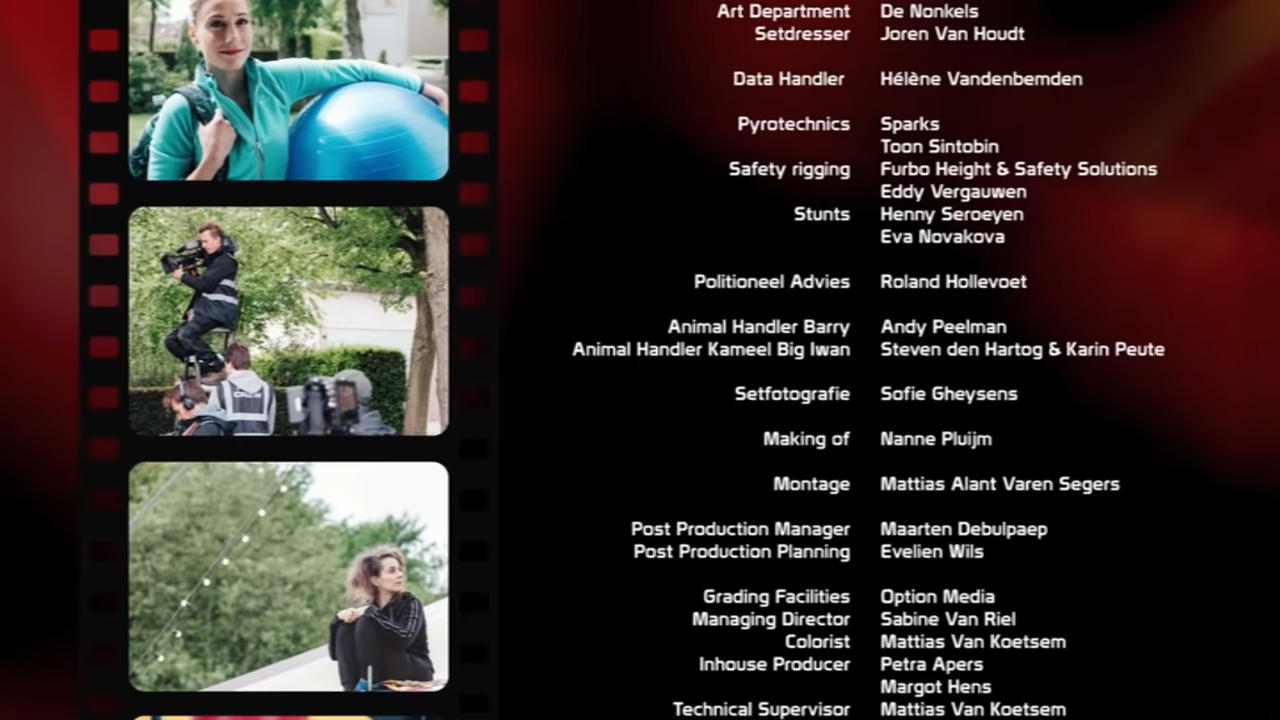 Art Department De Nonkels
Setdresser Joren Van Houdt
Data Handler Hélène Vandenbemden
Pyrotechnics Sparks
Toon Sintobin
Safety rigging Furbo Height & Safety Solutions
Eddy Vergauwen
Stunts Henny Seroeyen
Eva Novakova
Politioneel Advies Roland Hollevoet
Animal Handler Barry Andy Peelman
Animal Handler Kameel Big Iwan Steven den Hartog & Karin Peute
Setfotografie Sofie Gheysens
Making of Nanne Pluijm
Montage Mattias Alant Varen Segers
Post Production Manager Maarten Debulpaep
Post Production Planning Evelien Wils
Grading Facilities Option Media
Managing Director Sabine Van Riel
Colorist Mattias Van Koetsem
Inhouse Producer Petra Apers
Margot Hens
Technical Supervisor Mattias Van Koetsem